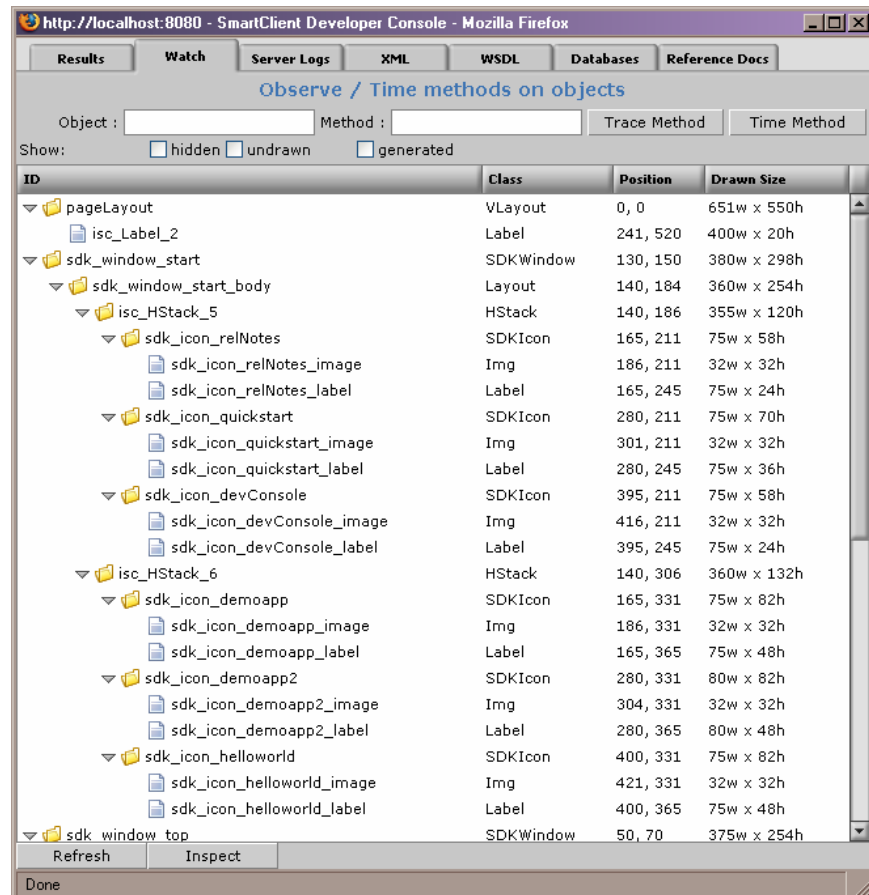 http://localhost:8080 - SmartClient Developer Console - Mozilla Firefox
Results Watch Server Logs XML WSDL Databases Reference Docs
Observe / Time methods on objects
Object : Method : Trace Method Time Method
Show: hidden undrawn generated
ID Class Position Drawn Size
pageLayout VLayout 0, 0 651w x 550h
isc_Label_2 Label 241, 520 400w x 20h
sdk_window_start SDKWindow 130, 150 380w x 298h
sdk_window_start_body Layout 140, 184 360w x 254h
isc_HStack_5 HStack 140, 186 355w x 120h
sdk_icon_relNotes SDKIcon 165, 211 75w x 58h
sdk_icon_relNotes_image Img 186, 211 32w x 32h
sdk_icon_relNotes_label Label 165, 245 75w x 24h
sdk_icon_quickstart SDKIcon 280, 211 75w x 70h
sdk_icon_quickstart_image Img 301, 211 32w x 32h
sdk_icon_quickstart_label Label 280, 245 75w x 36h
sdk_icon_devConsole SDKIcon 395, 211 75w x 58h
sdk_icon_devConsole_image Img 416, 211 32w x 32h
sdk_icon_devConsole_label Label 395, 245 75w x 24h
isc_HStack_6 HStack 140, 306 360w x 132h
sdk_icon_demoapp SDKIcon 165, 331 75w x 82h
sdk_icon_demoapp_image Img 186, 331 32w x 32h
sdk_icon_demoapp_label Label 165, 365 75w x 48h
sdk_icon_demoapp2 SDKIcon 280, 331 80w x 82h
sdk_icon_demoapp2_image Img 304, 331 32w x 32h
sdk_icon_demoapp2_label Label 280, 365 80w x 48h
sdk_icon_helloworld SDKIcon 400, 331 75w x 82h
sdk_icon_helloworld_image Img 421, 331 32w x 32h
sdk_icon_helloworld_label Label 400, 365 75w x 48h
sdk_window_top SDKWindow 50, 70 375w x 254h
Refresh Inspect
Done